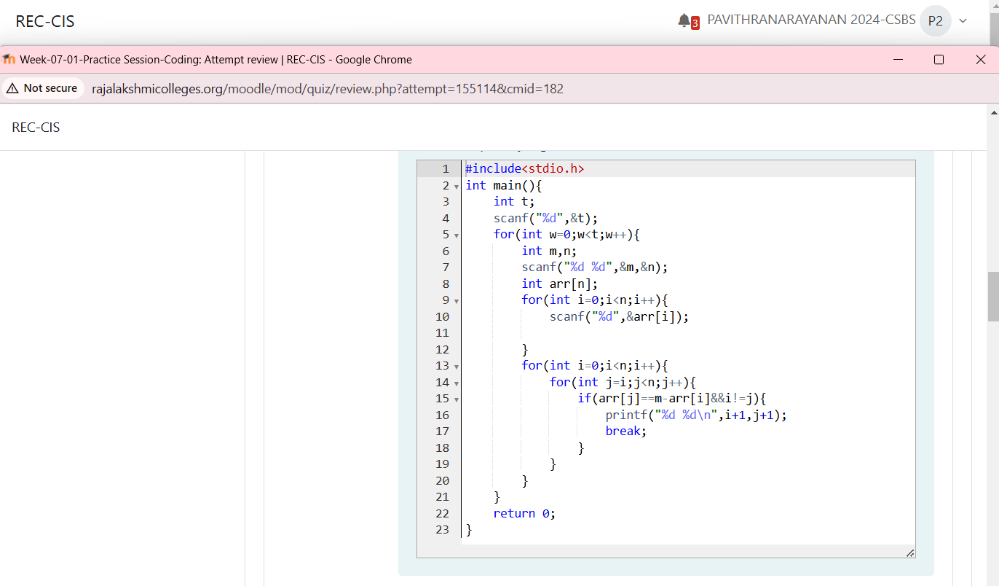 REC-CIS
3 PAVITHRANARAYANAN 2024-CSBS P2
Week-07-01-Practice Session-Coding: Attempt review | REC-CIS - Google Chrome
Not secure rajalakshmicolleges.org/moodle/mod/quiz/review.php?attempt=155114&cmid=182
REC-CIS
1 #include<stdio.h>
2 int main(){
3     int t;
4     scanf("%d",&t);
5     for(int w=0;w<t;w++){
6         int m,n;
7         scanf("%d %d",&m,&n);
8         int arr[n];
9         for(int i=0;i<n;i++){
10             scanf("%d",&arr[i]);
11
12         }
13         for(int i=0;i<n;i++){
14             for(int j=i;j<n;j++){
15                 if(arr[j]==m-arr[i]&&i!=j){
16                     printf("%d %d\n",i+1,j+1);
17                     break;
18                 }
19             }
20         }
21     }
22     return 0;
23 }